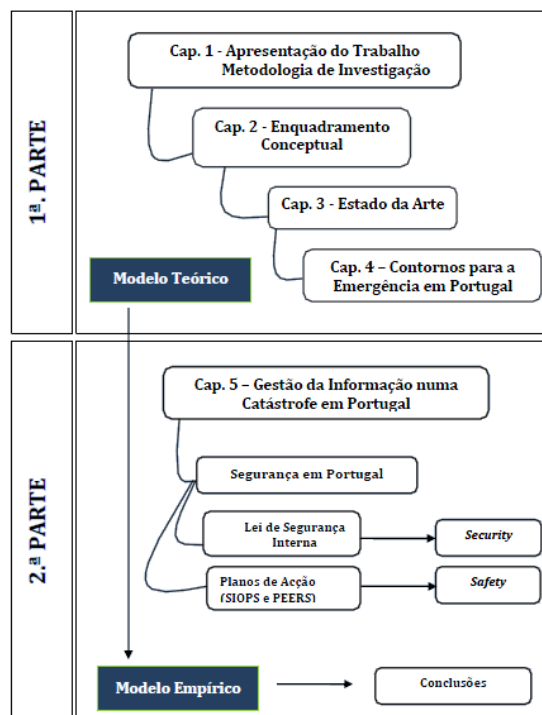 1ª. PARTE
Cap. 1 - Apresentação do Trabalho
Metodologia de Investigação
Cap. 2 - Enquadramento
Conceptual
Cap. 3 - Estado da Arte
Cap. 4 – Contornos para a
Emergência em Portugal
Modelo Teórico
2.ª PARTE
Cap. 5 – Gestão da Informação numa
Catástrofe em Portugal
Segurança em Portugal
Lei de Segurança
Interna
Security
Planos de Acção
(SIOPS e PEERS)
Safety
Modelo Empírico
Conclusões